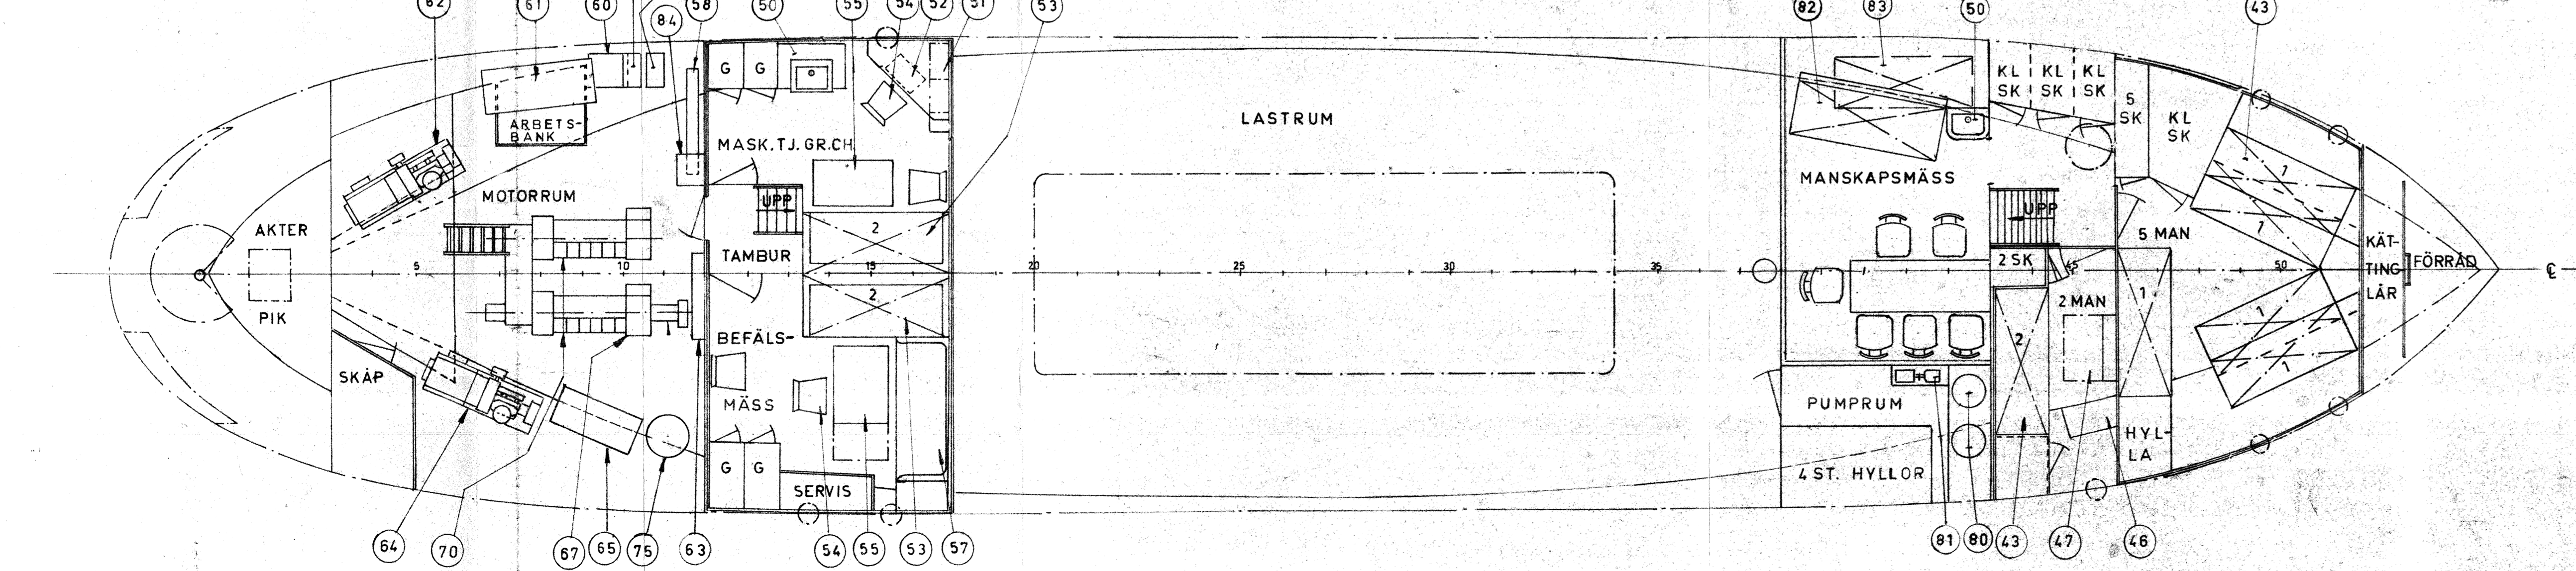 62
61
60
84
58
50
55
54
52
51
53
82
83
50
43
G
G
ARBETS-
BÄNK
MASK.TJ.GR.CH
LASTRUM
KL
SK
KL
SK
KL
SK
5
SK
KL
SK
1
1
MOTORRUM
UPP
MANSKAPSMÄSS
UPP
AKTER
PIK
5
10
TAMBUR
2
15
2
20
25
30
35
2 SK
45
5 MAN
50
KÄT-
TING
LÅR
FÖRRÅD
℄
2 MAN
1
2
1
1
BEFÄLS-
MÄSS
SKÅP
PUMPRUM
4 ST. HYLLOR
HYL-
LA
G
G
SERVIS
64
70
67
65
75
63
54
55
53
57
81
80
43
47
46